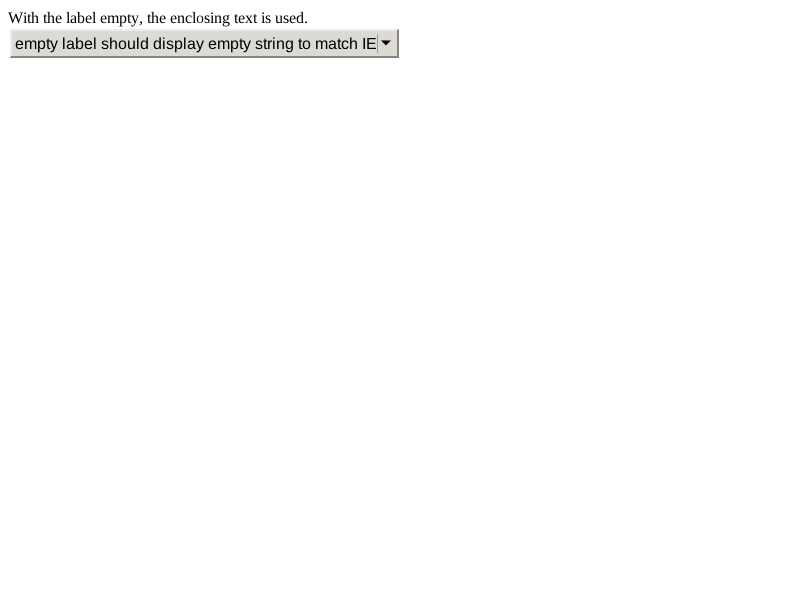 With the label empty, the enclosing text is used.
empty label should display empty string to match IE